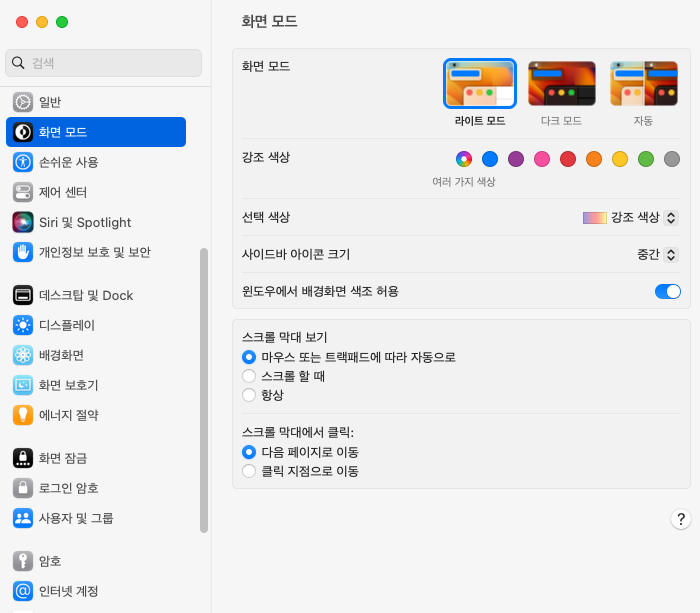 화면 모드
검색
일반
화면 모드
손쉬운 사용
제어 센터
Siri 및 Spotlight
개인정보 보호 및 보안
데스크탑 및 Dock
디스플레이
배경화면
화면 보호기
에너지 절약
화면 잠금
로그인 암호
사용자 및 그룹
암호
인터넷 계정
화면 모드
라이트 모드
다크 모드
자동
강조 색상
여러 가지 색상
선택 색상
강조 색상
사이드바 아이콘 크기
중간
윈도우에서 배경화면 색조 허용
스크롤 막대 보기
마우스 또는 트랙패드에 따라 자동으로
스크롤 할 때
항상
스크롤 막대에서 클릭:
다음 페이지로 이동
클릭 지점으로 이동
?